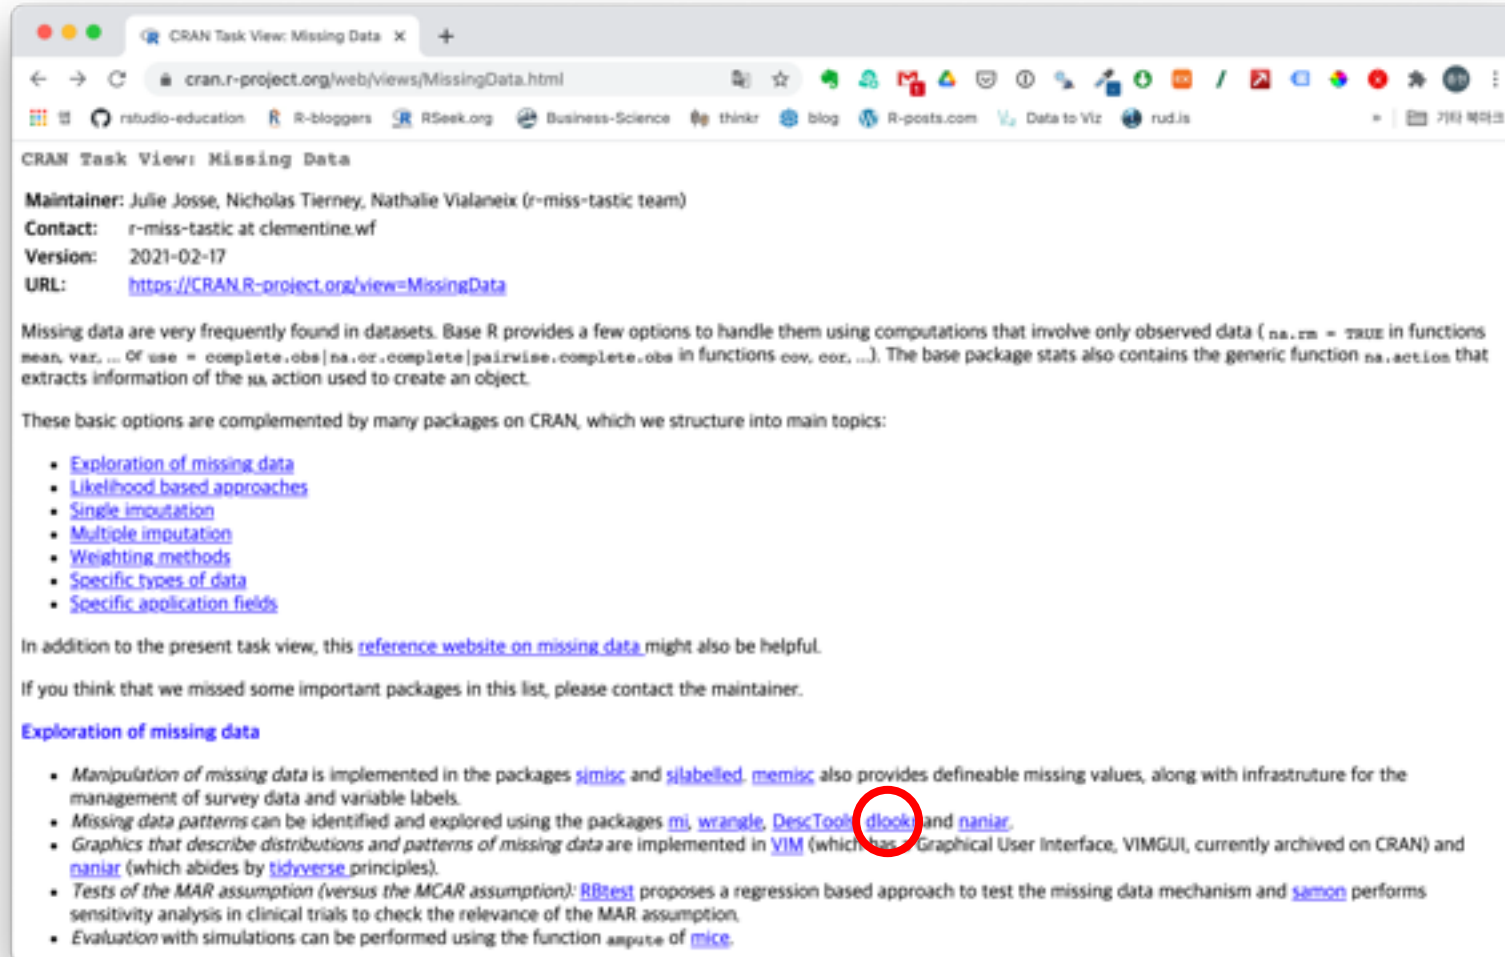 CRAN Task View: Missing Data
cran.r-project.org/web/views/MissingData.html
앱 rstudio-education R-bloggers RSeek.org Business-Science thinkr blog R-posts.com Data to Viz rud.is » 기타 북마크
CRAN Task View: Missing Data
Maintainer: Julie Josse, Nicholas Tierney, Nathalie Vialaneix (r-miss-tastic team)
Contact: r-miss-tastic at clementine.wf
Version: 2021-02-17
URL: https://CRAN.R-project.org/view=MissingData
Missing data are very frequently found in datasets. Base R provides a few options to handle them using computations that involve only observed data ( na.rm = TRUE in functions
mean, var, ... or use = complete.obs|na.or.complete|pairwise.complete.obs in functions cov, cor, ...). The base package stats also contains the generic function na.action that
extracts information of the NA action used to create an object.
These basic options are complemented by many packages on CRAN, which we structure into main topics:
• Exploration of missing data
• Likelihood based approaches
• Single imputation
• Multiple imputation
• Weighting methods
• Specific types of data
• Specific application fields
In addition to the present task view, this reference website on missing data might also be helpful.
If you think that we missed some important packages in this list, please contact the maintainer.
Exploration of missing data
• Manipulation of missing data is implemented in the packages sjmisc and sjlabelled. memisc also provides defineable missing values, along with infrastruture for the
management of survey data and variable labels.
• Missing data patterns can be identified and explored using the packages mi, wrangle, DescTools, dlookr and naniar.
• Graphics that describe distributions and patterns of missing data are implemented in VIM (which has a Graphical User Interface, VIMGUI, currently archived on CRAN) and
naniar (which abides by tidyverse principles).
• Tests of the MAR assumption (versus the MCAR assumption): RBtest proposes a regression based approach to test the missing data mechanism and samon performs
sensitivity analysis in clinical trials to check the relevance of the MAR assumption.
• Evaluation with simulations can be performed using the function ampute of mice.